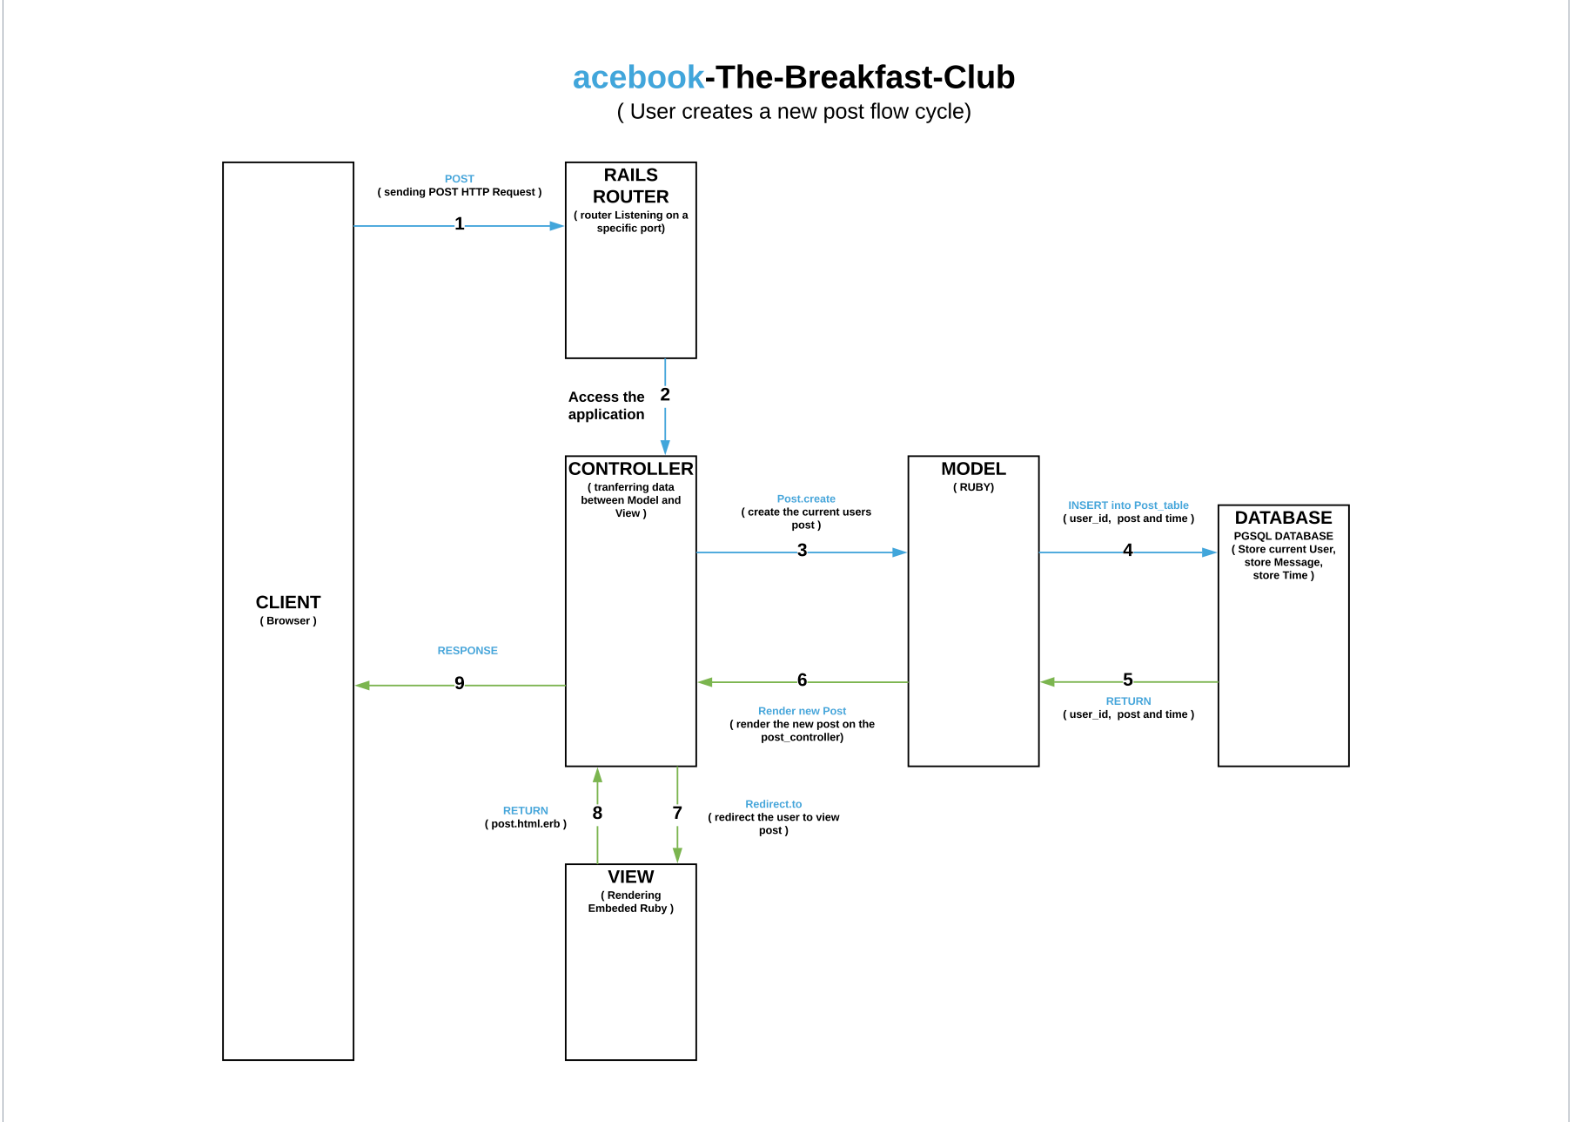 acebook-The-Breakfast-Club
( User creates a new post flow cycle)
POST
( sending POST HTTP Request )
1
RAILS
ROUTER
( router Listening on a
specific port)
Access the
application
2
CONTROLLER
( tranferring data
between Model and
View )
Post.create
( create the current users
post )
3
MODEL
( RUBY)
INSERT into Post_table
( user_id, post and time )
4
DATABASE
PGSQL DATABASE
( Store current User,
store Message,
store Time )
CLIENT
( Browser )
RESPONSE
9
6
Render new Post
( render the new post on the
post_controller)
5
RETURN
( user_id, post and time )
RETURN
( post.html.erb )
8
7
Redirect.to
( redirect the user to view
post )
VIEW
( Rendering
Embeded Ruby )